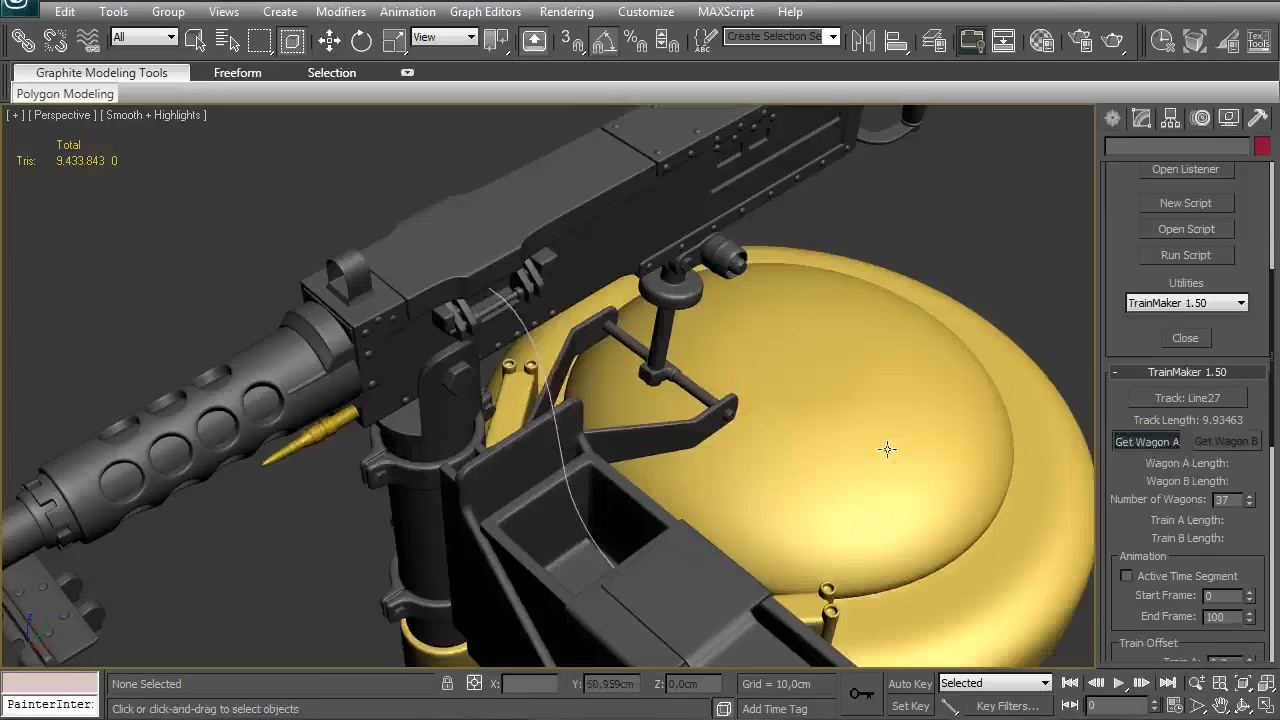 Edit Tools Group Views Create Modifiers Animation Graph Editors Rendering Customize MAXScript Help
All View 3 Create Selection Se Text Tools
Graphite Modeling Tools Freeform Selection
Polygon Modeling
[ + ] [ Perspective ] [ Smooth + Highlights ]
Total
Tris: 9.433.843 0
Open Listener
New Script
Open Script
Run Script
Utilities
TrainMaker 1.50
Close
- TrainMaker 1.50
Track: Line27
Track Length: 9.93463
Get Wagon A Get Wagon B
Wagon A Length:
Wagon B Length:
Number of Wagons: 37
Train A Length:
Train B Length:
Animation
Active Time Segment
Start Frame: 0
End Frame: 100
Train Offset
None Selected X: Y: 60,959cm Z: 0,0cm Grid = 10,0cm Auto Key Selected
PainterInter: Click or click-and-drag to select objects Add Time Tag Set Key Key Filters... 0